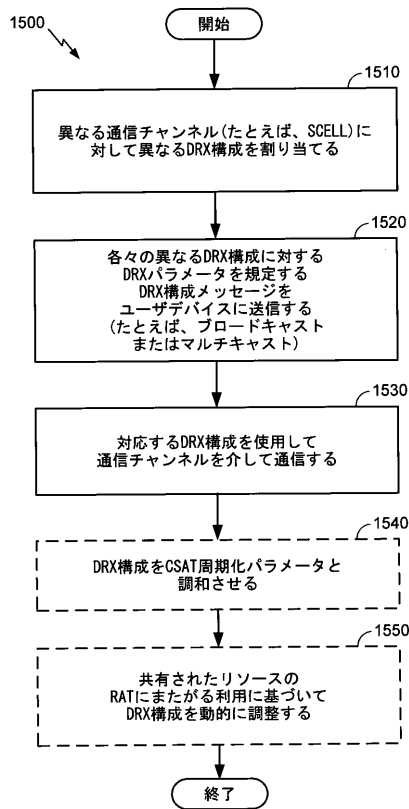 1500
開始
1510
異なる通信チャンネル(たとえば、SCELL)に
対して異なるDRX構成を割り当てる
1520
各々の異なるDRX構成に対する
DRXパラメータを規定する
DRX構成メッセージを
ユーザデバイスに送信する
(たとえば、ブロードキャスト
またはマルチキャスト)
1530
対応するDRX構成を使用して
通信チャンネルを介して通信する
1540
DRX構成をCSAT周期化パラメータと
調和させる
1550
共有されたリソースの
RATにまたがる利用に基づいて
DRX構成を動的に調整する
終了